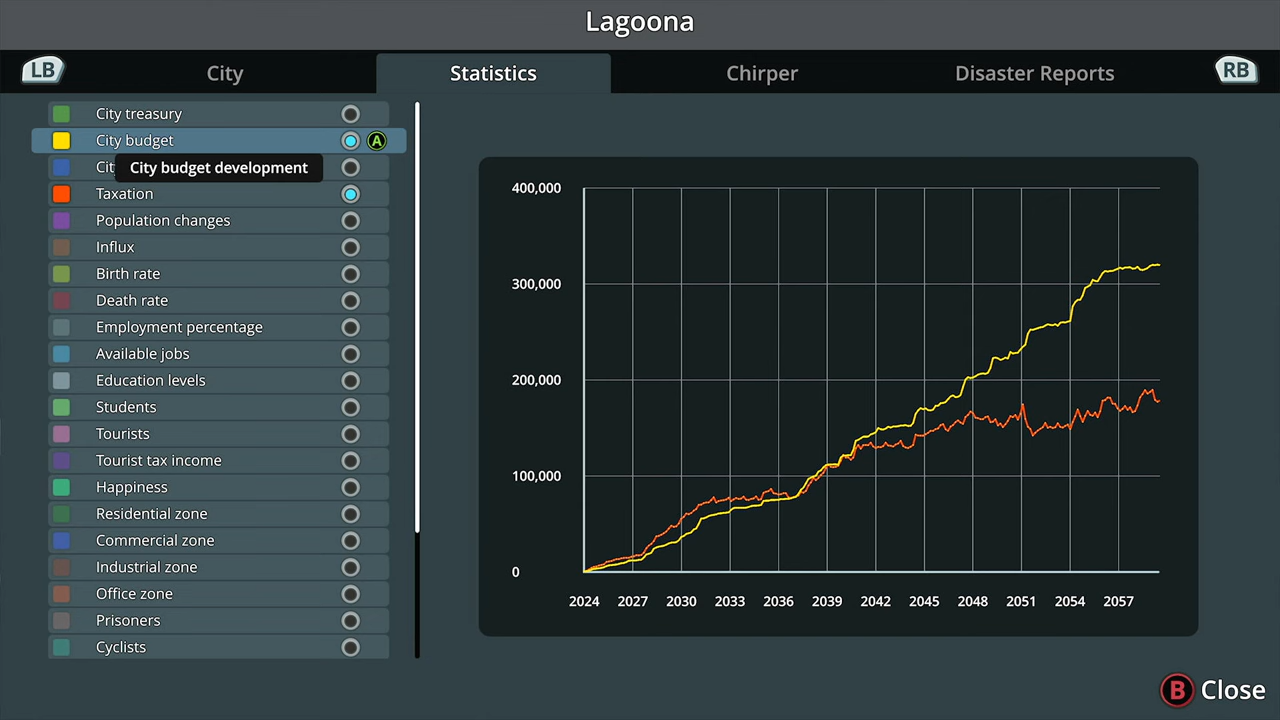 Lagoona
LB City Statistics Chirper Disaster Reports RB
City treasury
City budget A
Cit
City budget development
Taxation
Population changes
Influx
Birth rate
Death rate
Employment percentage
Available jobs
Education levels
Students
Tourists
Tourist tax income
Happiness
Residential zone
Commercial zone
Industrial zone
Office zone
Prisoners
Cyclists
400,000
300,000
200,000
100,000
0
2024 2027 2030 2033 2036 2039 2042 2045 2048 2051 2054 2057
B Close